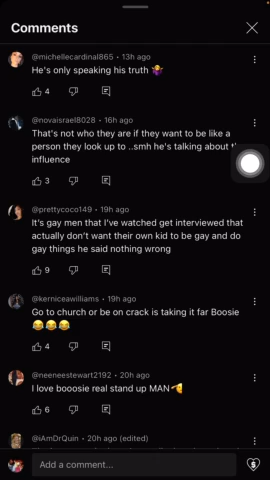 Comments
@michellecardinal865 • 13h ago
He's only speaking his truth 🤷‍♀️
4
@novaisrael8028 • 16h ago
That's not who they are if they want to be like a
person they look up to ..smh he's talking about
influence
3
@prettycoco149 • 19h ago
It's gay men that I've watched get interviewed that
actually don't want their own kid to be gay and do
gay things he said nothing wrong
9
@kerniceawilliams • 19h ago
Go to church or be on crack is taking it far Boosie
😂😂😂
4
@neeneestewart2192 • 20h ago
I love booosie real stand up MAN🫡
6
@iAmDrQuin • 20h ago (edited)
Add a comment...